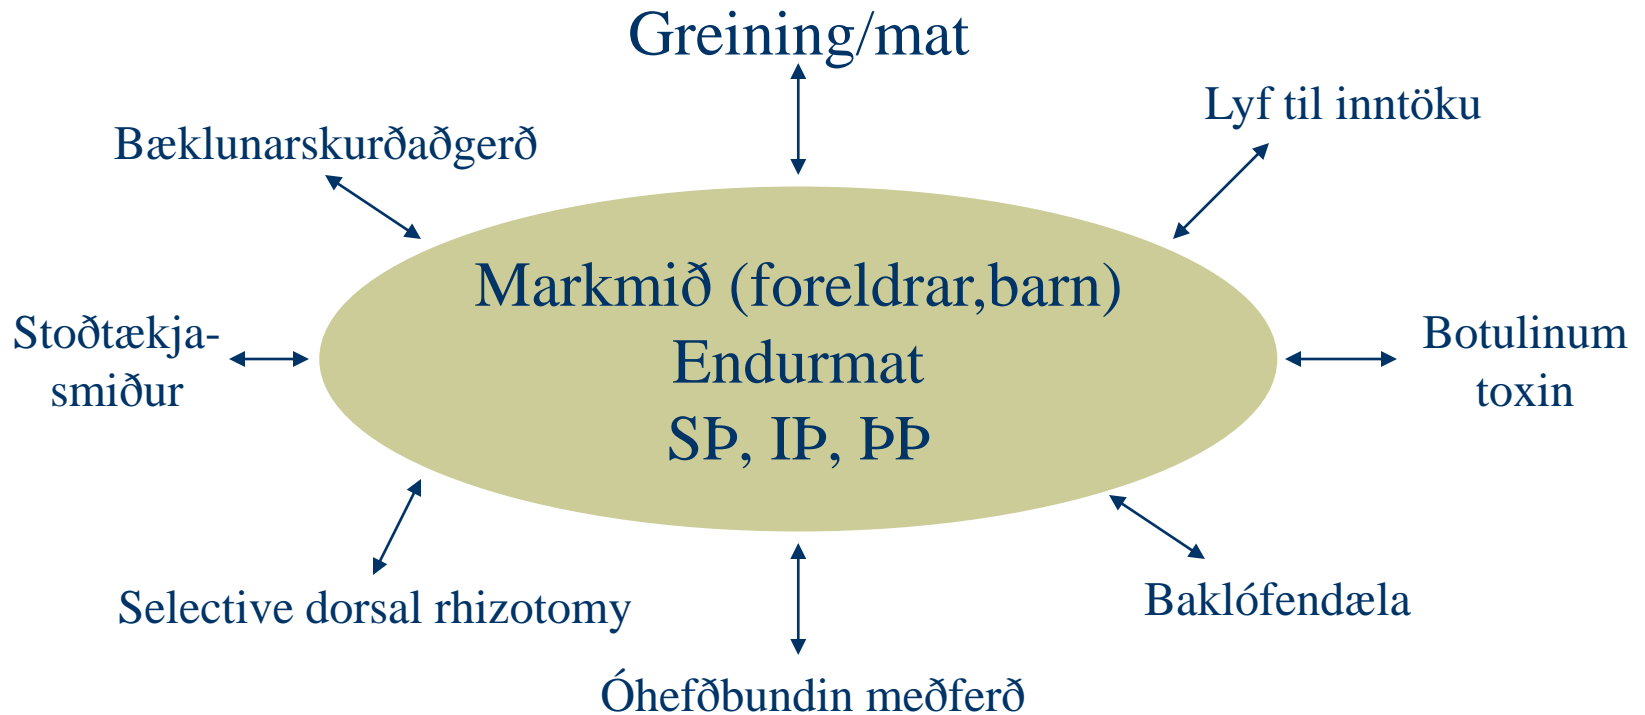 Greining/mat
Lyf til inntöku
Bæklunarskurðaðgerð
Markmið (foreldrar,barn)
Endurmat
SÞ, IÞ, ÞÞ
Stoðtækja-
smiður
Botulinum
toxin
Selective dorsal rhizotomy
Baklófendæla
Óhefðbundin meðferð